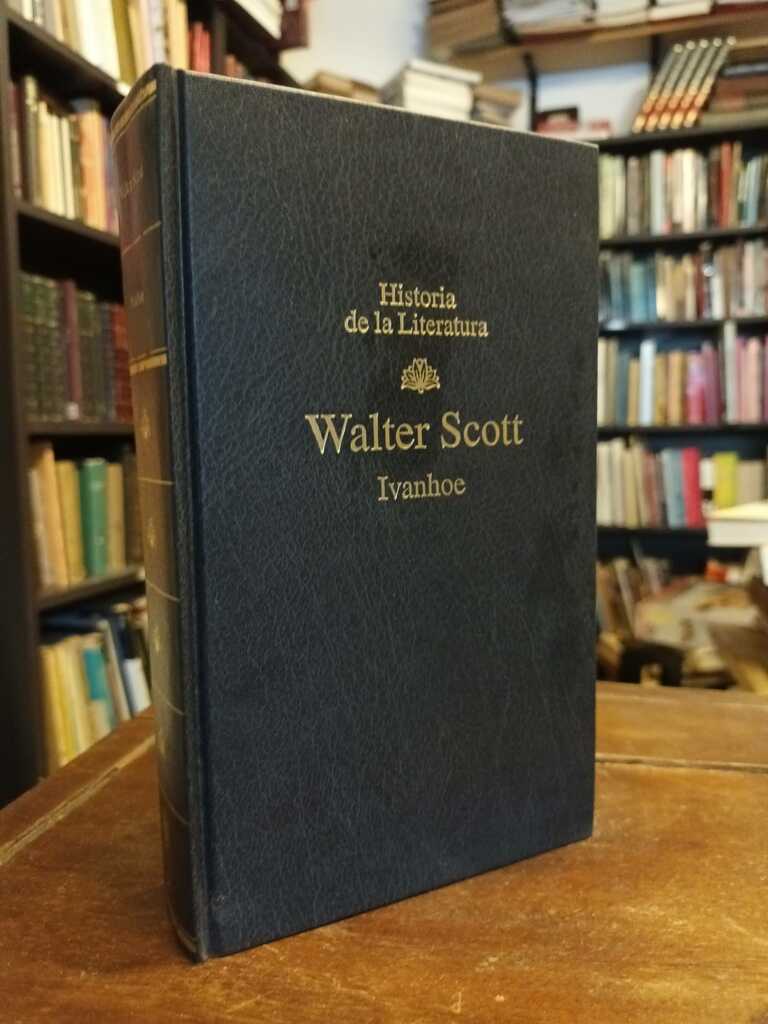 Historia
de la Literatura
Walter Scott
Ivanhoe